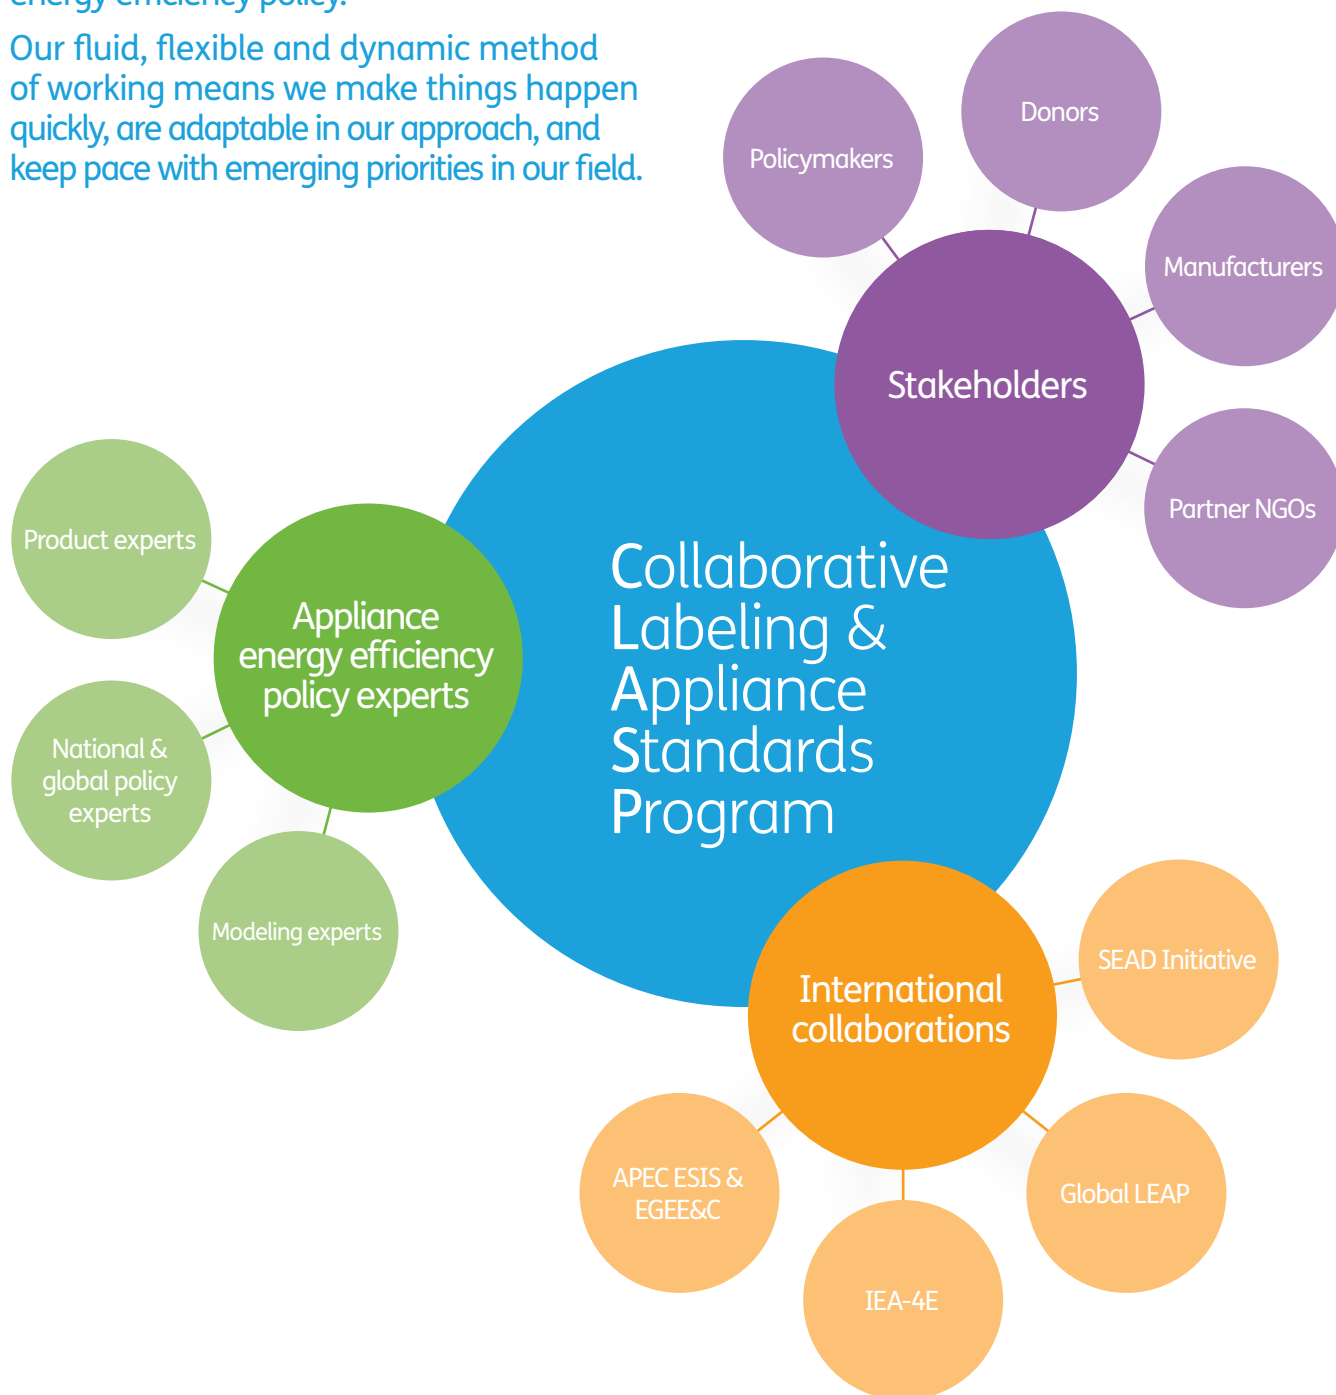 energy efficiency policy.
Our fluid, flexible and dynamic method
of working means we make things happen
quickly, are adaptable in our approach, and
keep pace with emerging priorities in our field.
Donors
Policymakers
Manufacturers
Stakeholders
Partner NGOs
Product experts
Appliance
energy efficiency
policy experts
National &
global policy
experts
Modeling experts
Collaborative
Labeling &
Appliance
Standards
Program
International
collaborations
SEAD Initiative
Global LEAP
APEC ESIS &
EGEE&C
IEA-4E